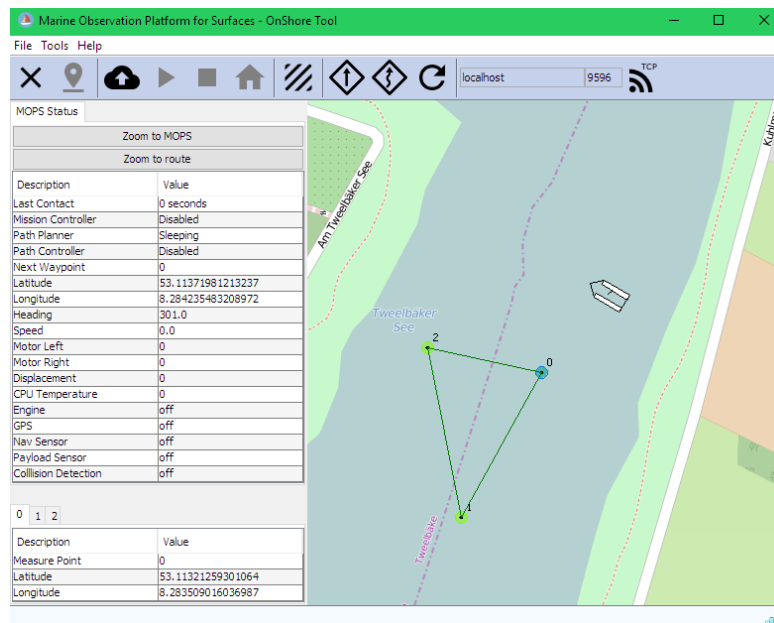 Marine Observation Platform for Surfaces - OnShore Tool
File Tools Help
localhost 9596 TCP
MOPS Status
Zoom to MOPS
Zoom to route
Description Value
Last Contact 0 seconds
Mission Controller Disabled
Path Planner Sleeping
Path Controller Disabled
Next Waypoint 0
Latitude 53.11371981213237
Longitude 8.284235483208972
Heading 301.0
Speed 0.0
Motor Left 0
Motor Right 0
Displacement 0
CPU Temperature 0
Engine off
GPS off
Nav Sensor off
Payload Sensor off
Colllision Detection off
0 1 2
Description Value
Measure Point 0
Latitude 53.11321259301064
Longitude 8.283509016036987
Am Tweelbäker See
Tweelbäker
See
2
0
1
Tweelbäke